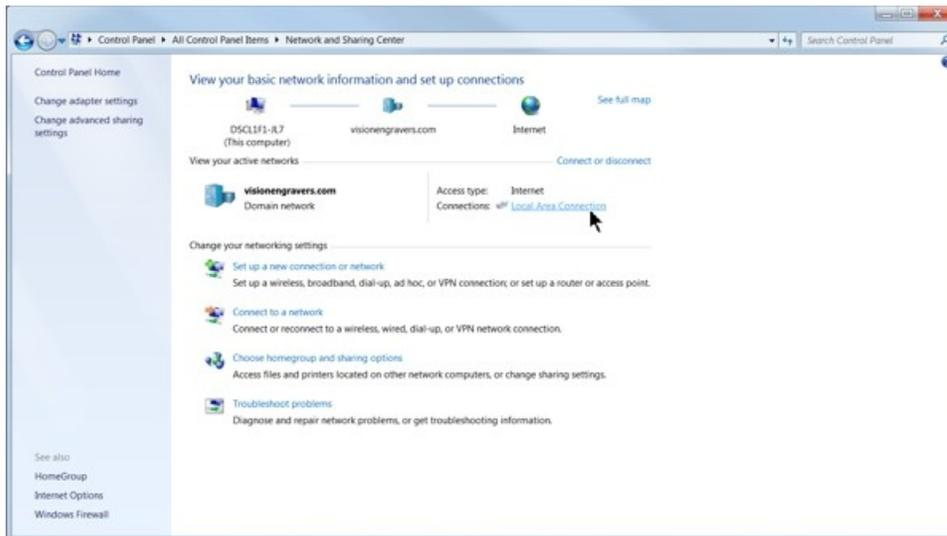 Control Panel ▸ All Control Panel Items ▸ Network and Sharing Center
Search Control Panel
Control Panel Home
Change adapter settings
Change advanced sharing
settings
View your basic network information and set up connections
See full map
DSCL1F1-JL7
(This computer)
visionengravers.com
Internet
View your active networks
Connect or disconnect
visionengravers.com
Domain network
Access type: Internet
Connections: Local Area Connection
Change your networking settings
Set up a new connection or network
Set up a wireless, broadband, dial-up, ad hoc, or VPN connection; or set up a router or access point.
Connect to a network
Connect or reconnect to a wireless, wired, dial-up, or VPN network connection.
Choose homegroup and sharing options
Access files and printers located on other network computers, or change sharing settings.
Troubleshoot problems
Diagnose and repair network problems, or get troubleshooting information.
See also
HomeGroup
Internet Options
Windows Firewall